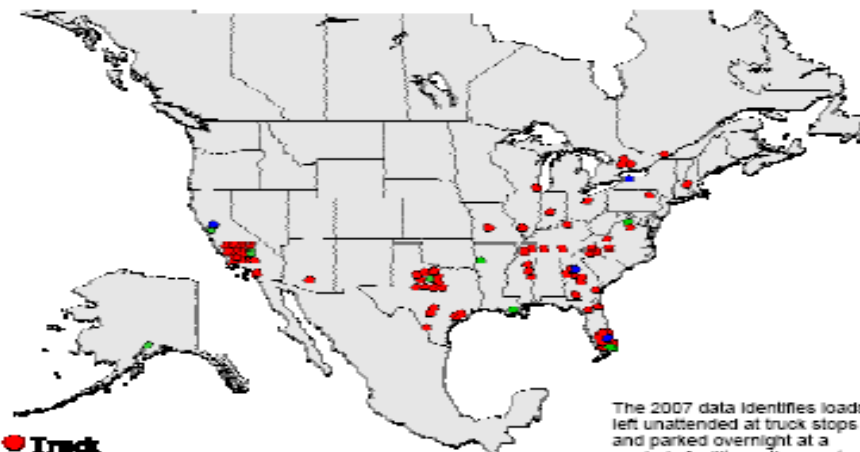 Truck
The 2007 data identifies loads
left unattended at truck stops
and parked overnight at a